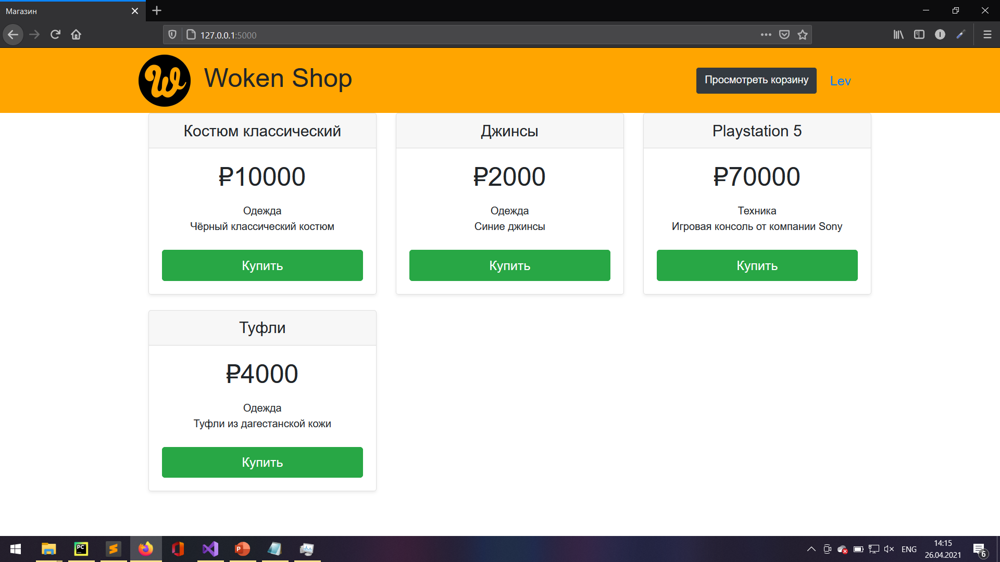 Магазин
127.0.0.1:5000
W
Woken Shop
Просмотреть корзину
Lev
Костюм классический
₽10000
Одежда
Чёрный классический костюм
Купить
Джинсы
₽2000
Одежда
Синие джинсы
Купить
Playstation 5
₽70000
Техника
Игровая консоль от компании Sony
Купить
Туфли
₽4000
Одежда
Туфли из дагестанской кожи
Купить
PC
P
ENG
14:15
26.04.2021
6